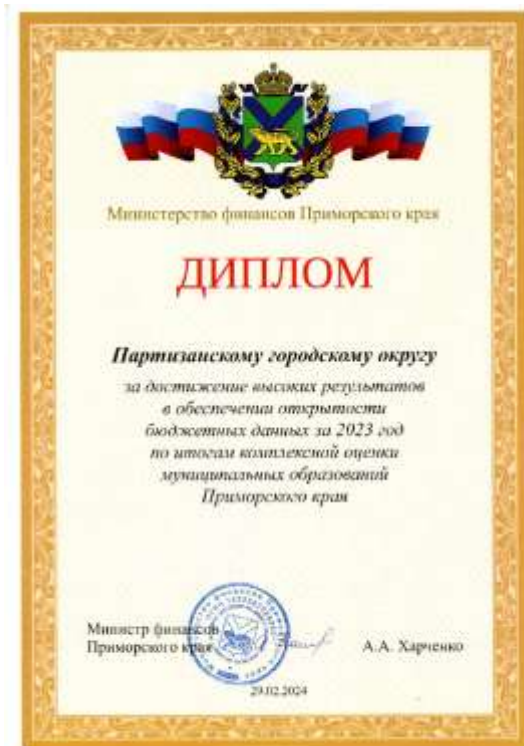 Министерство финансов Приморского края
ДИПЛОМ
Партизанскому городскому округу
за достижение высоких результатов
в обеспечении открытости
бюджетных данных за 2023 год
по итогам комплексной оценки
муниципальных образований
Приморского края
Министр финансов
Приморского края
А.А. Харченко
29.02.2024